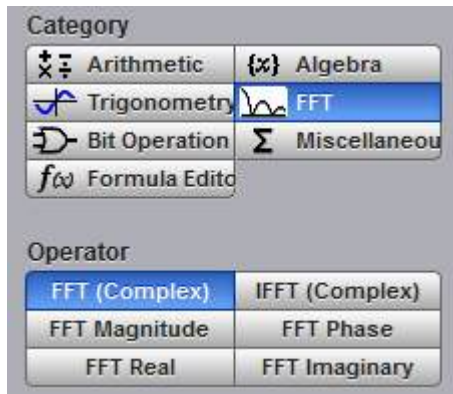 Category
Arithmetic {x} Algebra
Trigonometry FFT
Bit Operation Σ Miscellaneou
f(x) Formula Edito
Operator
FFT (Complex) IFFT (Complex)
FFT Magnitude FFT Phase
FFT Real FFT Imaginary